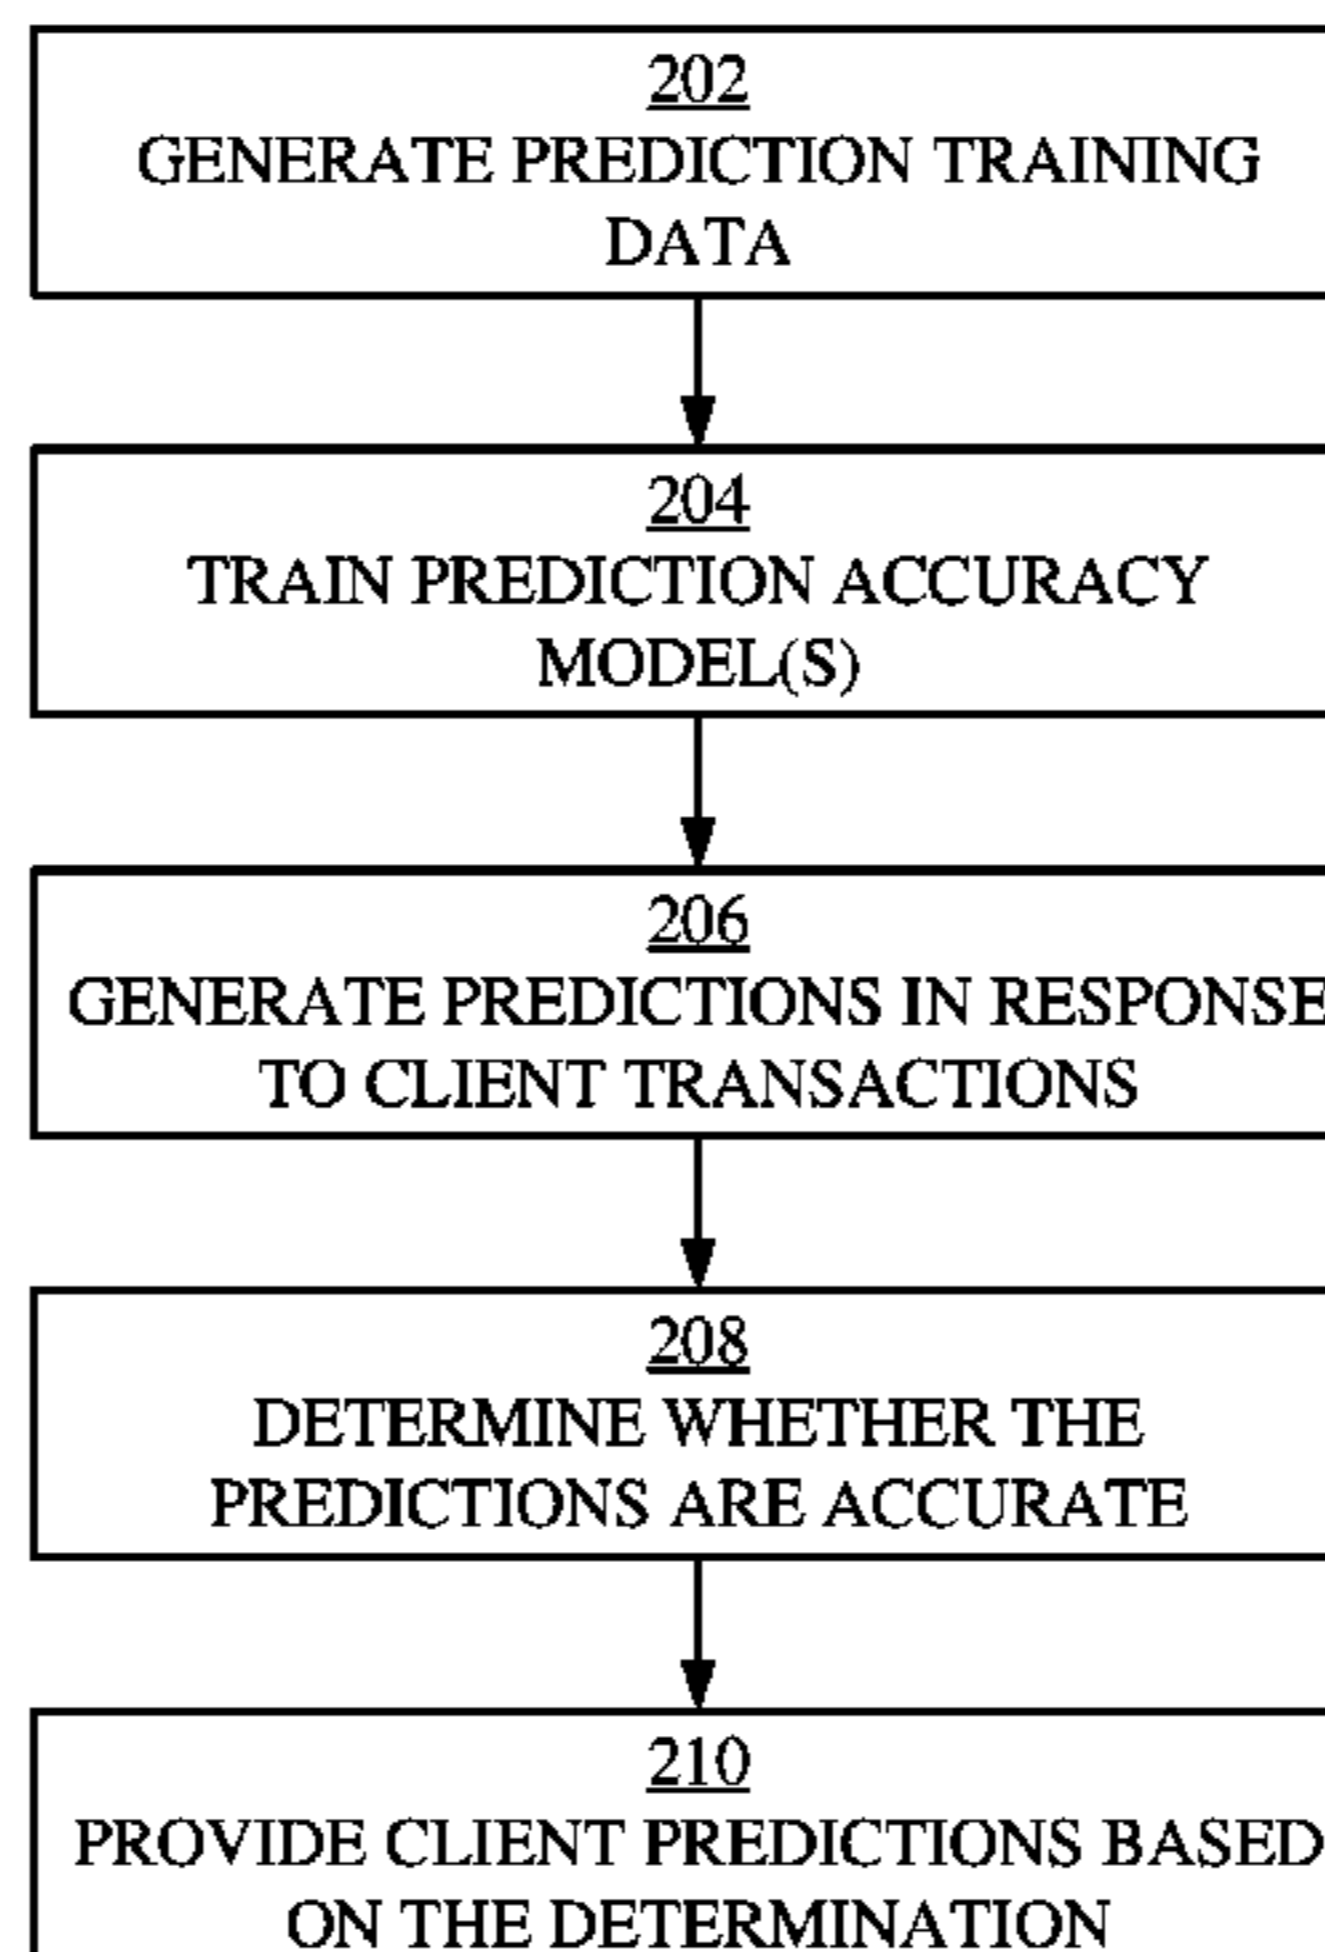 202
GENERATE PREDICTION TRAINING
DATA
204
TRAIN PREDICTION ACCURACY
MODEL(S)
206
GENERATE PREDICTIONS IN RESPONSE
TO CLIENT TRANSACTIONS
208
DETERMINE WHETHER THE
PREDICTIONS ARE ACCURATE
210
PROVIDE CLIENT PREDICTIONS BASED
ON THE DETERMINATION